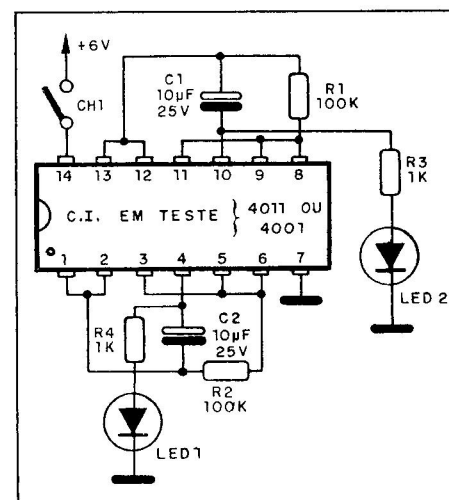 +6V
CH1
C1
10µF
25V
R1
100K
14 13 12 11 10 9 8
R3
1K
C.I. EM TESTE } 4011 OU
4001
1 2 3 4 5 6 7
LED 2
R4
1K
C2
10µF
25V
R2
100K
LED1